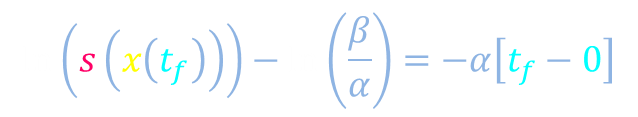 (s(x(t_f))) − (β/α) = −α[t_f − 0]